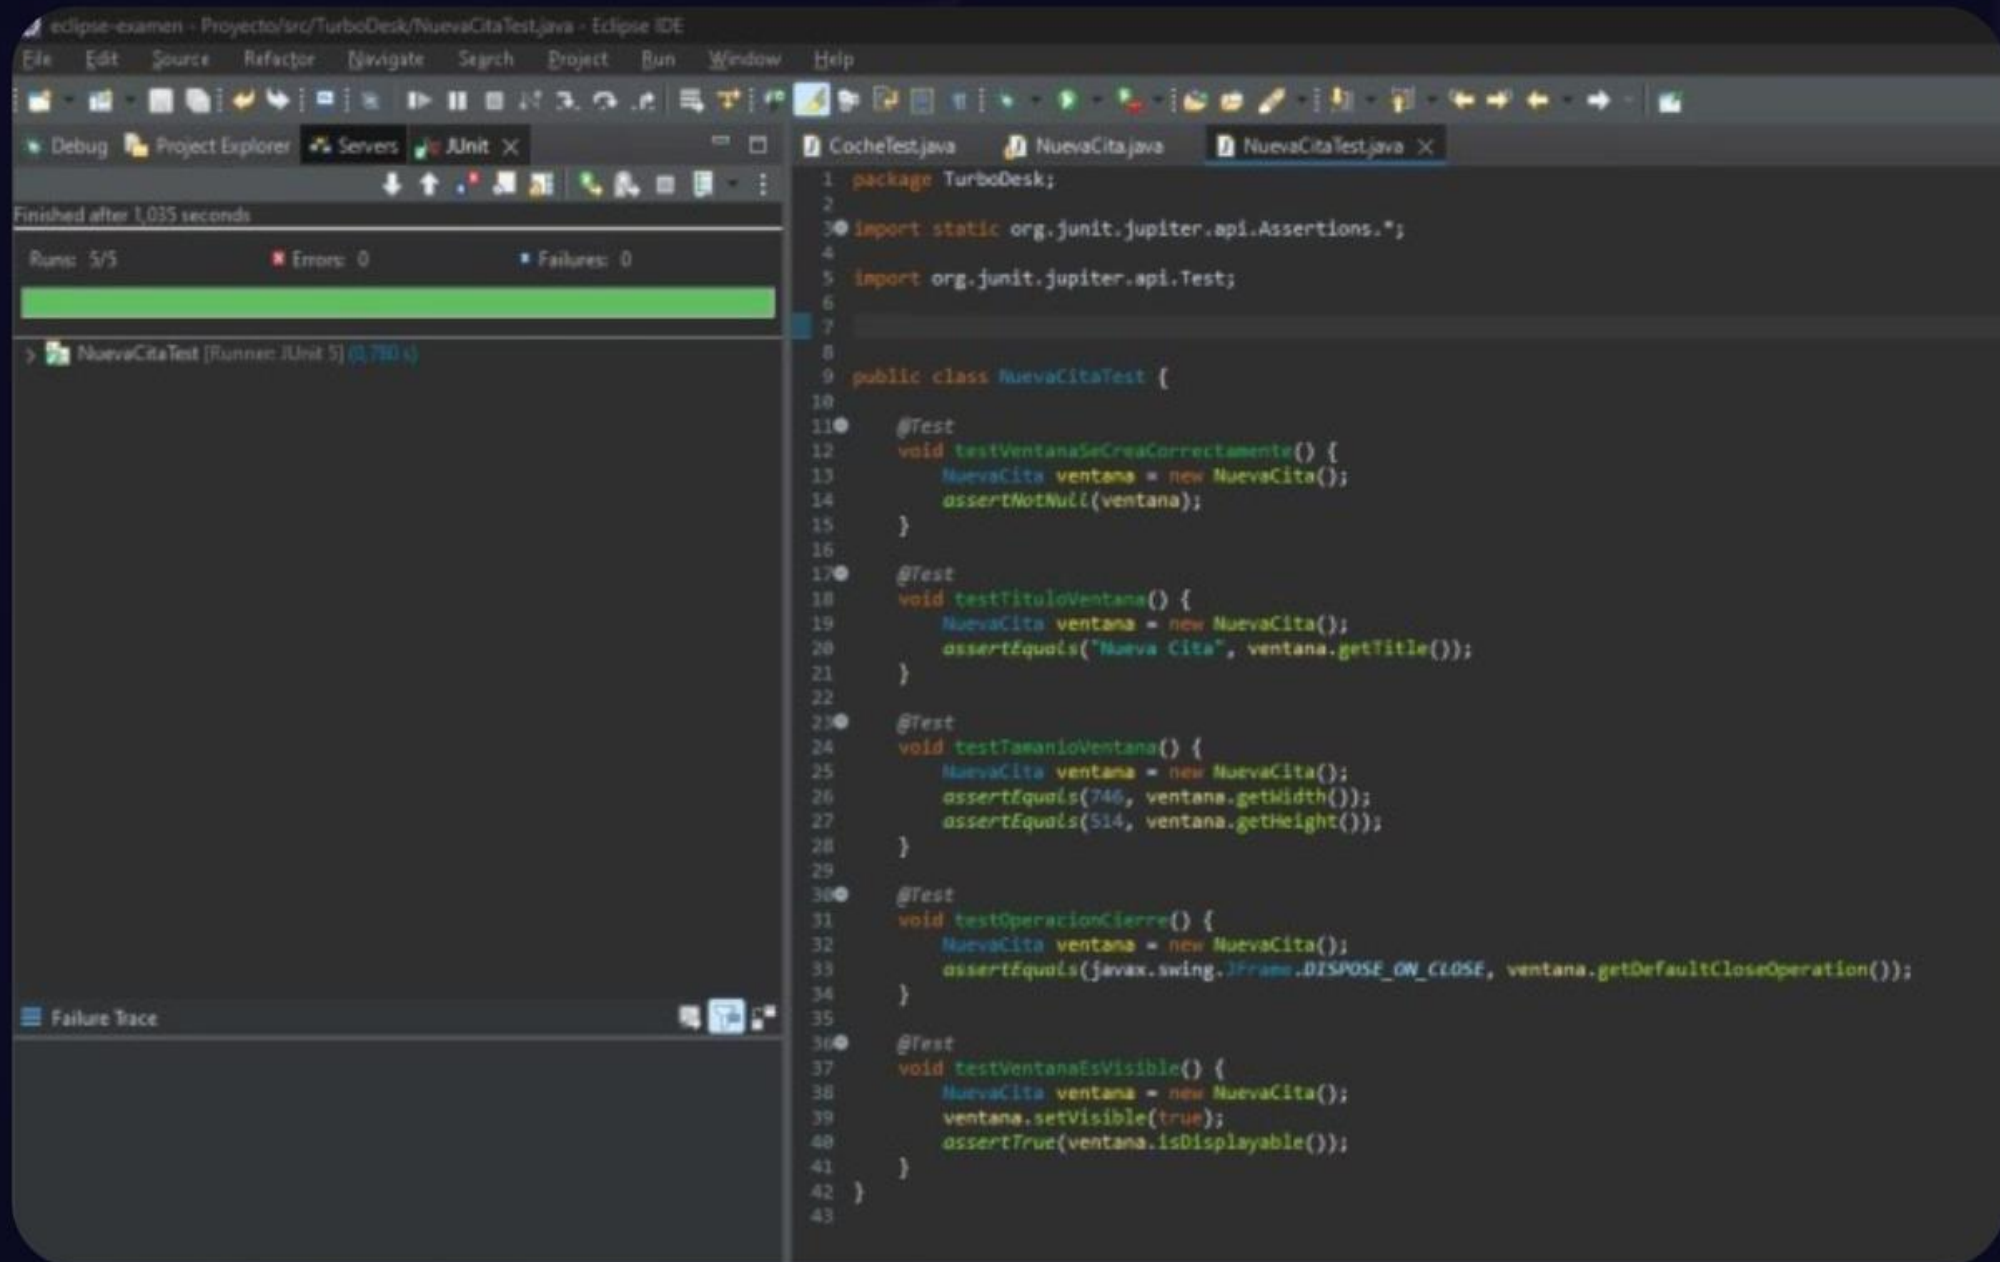 eclipse-examen - Proyecto/src/TurboDesk/NuevaCitaTest.java - Eclipse IDE
File Edit Source Refactor Navigate Search Project Run Window Help
Debug Project Explorer Servers JUnit
Finished after 1,035 seconds
Runs: 5/5 Errors: 0 Failures: 0
NuevaCitaTest [Runner: JUnit 5] (0,780 s)
Failure Trace
CocheTest.java NuevaCita.java NuevaCitaTest.java
1 package TurboDesk;
2
3 import static org.junit.jupiter.api.Assertions.*;
4
5 import org.junit.jupiter.api.Test;
6
7
8
9 public class NuevaCitaTest {
10
11 @Test
12 void testVentanaSeCreaCorrectamente() {
13 NuevaCita ventana = new NuevaCita();
14 assertNotNull(ventana);
15 }
16
17 @Test
18 void testTituloVentana() {
19 NuevaCita ventana = new NuevaCita();
20 assertEquals("Nueva Cita", ventana.getTitle());
21 }
22
23 @Test
24 void testTamanioVentana() {
25 NuevaCita ventana = new NuevaCita();
26 assertEquals(746, ventana.getWidth());
27 assertEquals(514, ventana.getHeight());
28 }
29
30 @Test
31 void testOperacionCierre() {
32 NuevaCita ventana = new NuevaCita();
33 assertEquals(javax.swing.JFrame.DISPOSE_ON_CLOSE, ventana.getDefaultCloseOperation());
34 }
35
36 @Test
37 void testVentanaEsVisible() {
38 NuevaCita ventana = new NuevaCita();
39 ventana.setVisible(true);
40 assertTrue(ventana.isDisplayable());
41 }
42 }
43